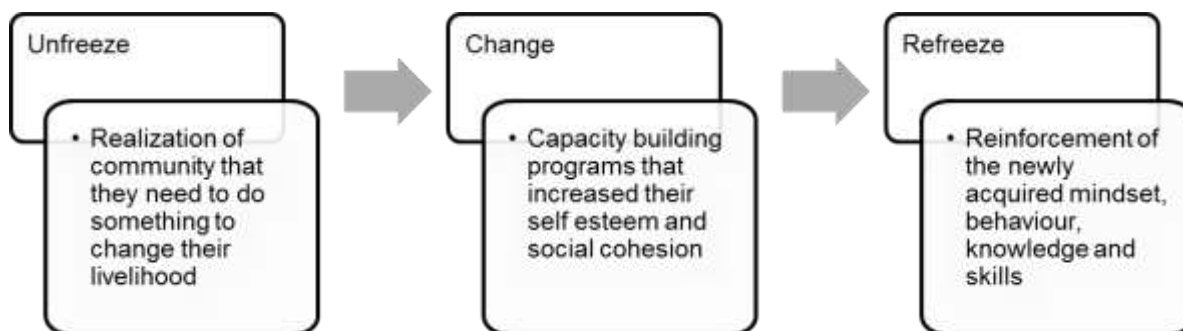 Unfreeze
• Realization of
community that
they need to do
something to
change their
livelihood
Change
• Capacity building
programs that
increased their
self esteem and
social cohesion
Refreeze
• Reinforcement of
the newly
acquired mindset,
behaviour,
knowledge and
skills